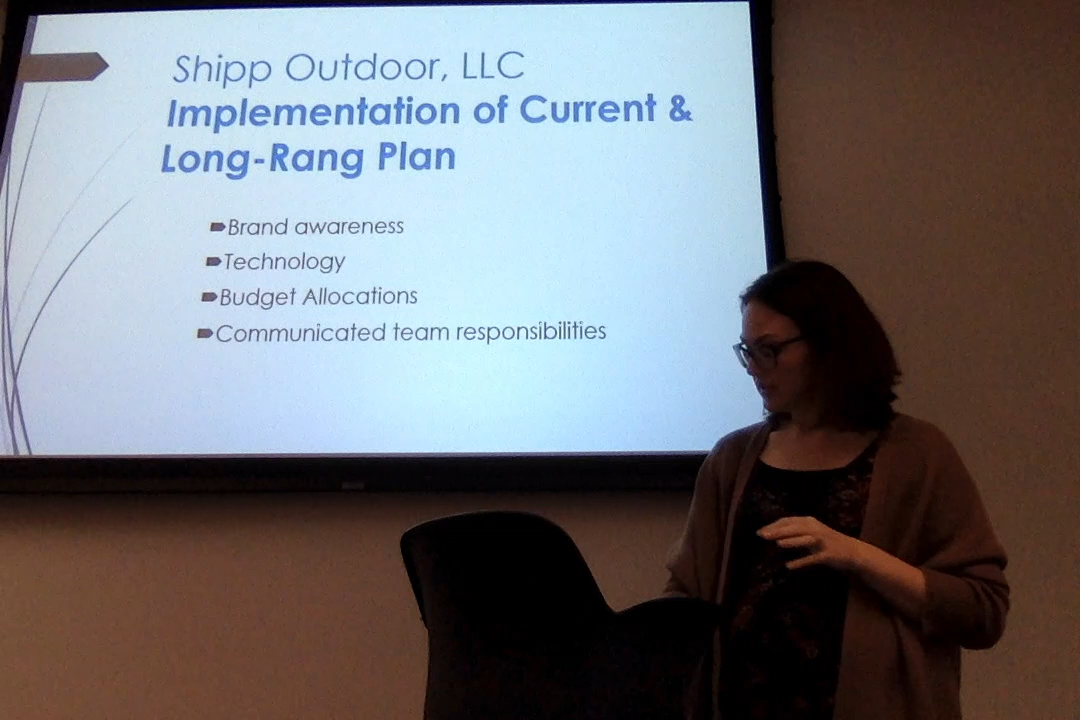 Shipp Outdoor, LLC
Implementation of Current &
Long-Rang Plan
Brand awareness
Technology
Budget Allocations
Communicated team responsibilities